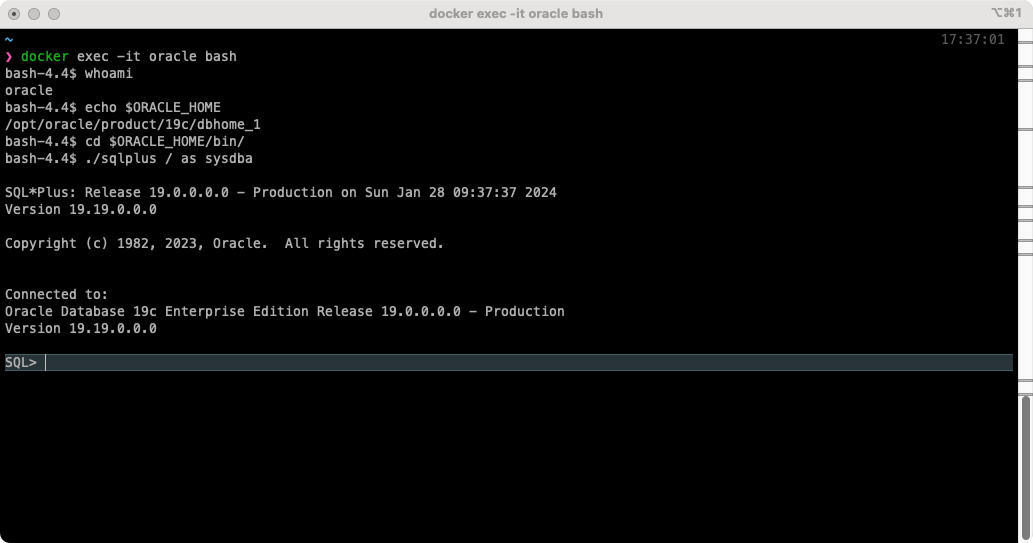 docker exec -it oracle bash
⌥⌘1
~
17:37:01
❯ docker exec -it oracle bash
bash-4.4$ whoami
oracle
bash-4.4$ echo $ORACLE_HOME
/opt/oracle/product/19c/dbhome_1
bash-4.4$ cd $ORACLE_HOME/bin/
bash-4.4$ ./sqlplus / as sysdba
SQL*Plus: Release 19.0.0.0.0 - Production on Sun Jan 28 09:37:37 2024
Version 19.19.0.0.0
Copyright (c) 1982, 2023, Oracle.  All rights reserved.
Connected to:
Oracle Database 19c Enterprise Edition Release 19.0.0.0.0 - Production
Version 19.19.0.0.0
SQL>